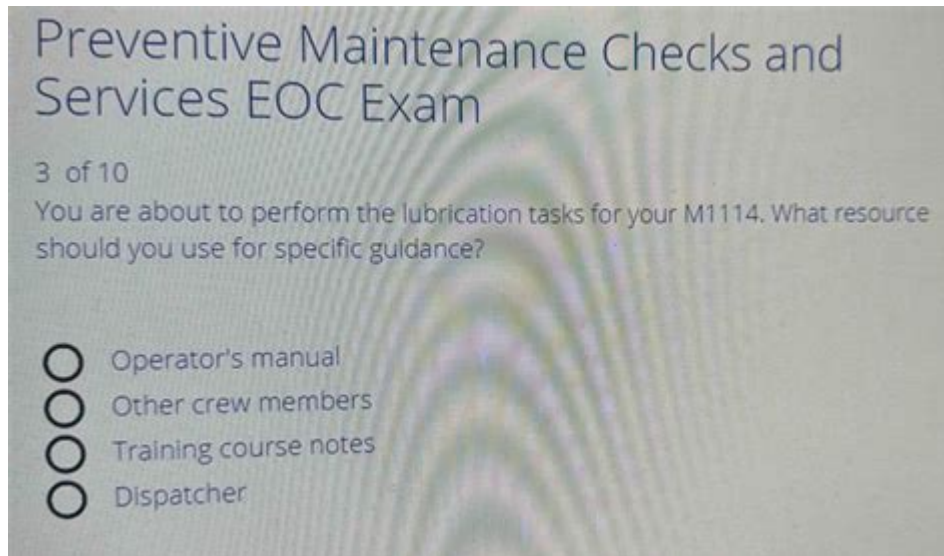 Preventive Maintenance Checks and
Services EOC Exam
3 of 10
You are about to perform the lubrication tasks for your M1114. What resource
should you use for specific guidance?
Operator's manual
Other crew members
Training course notes
Dispatcher